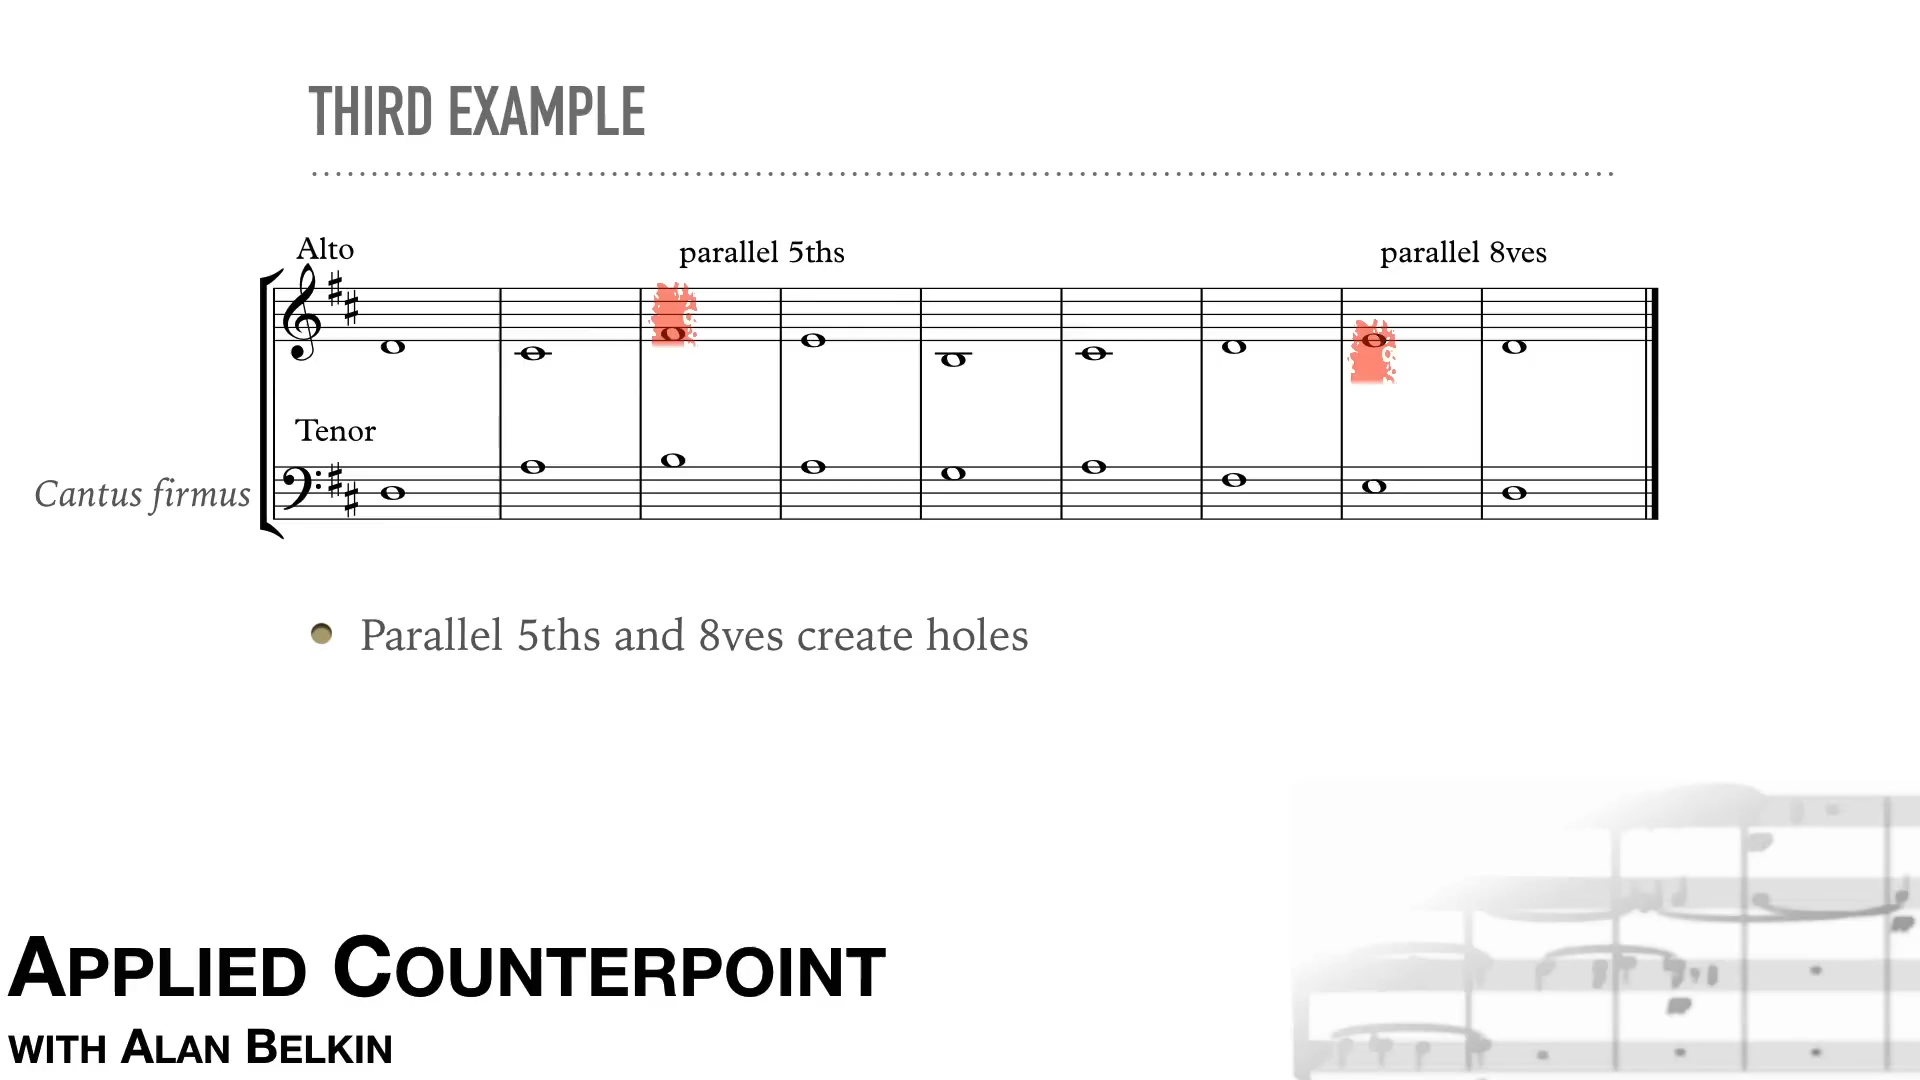 THIRD EXAMPLE
Alto
parallel 5ths
parallel 8ves
Tenor
Cantus firmus
Parallel 5ths and 8ves create holes
APPLIED COUNTERPOINT
WITH ALAN BELKIN